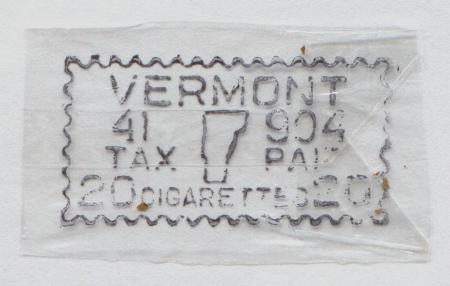 VERMONT
41 904
TAX PAID
20 CIGARETTES 20